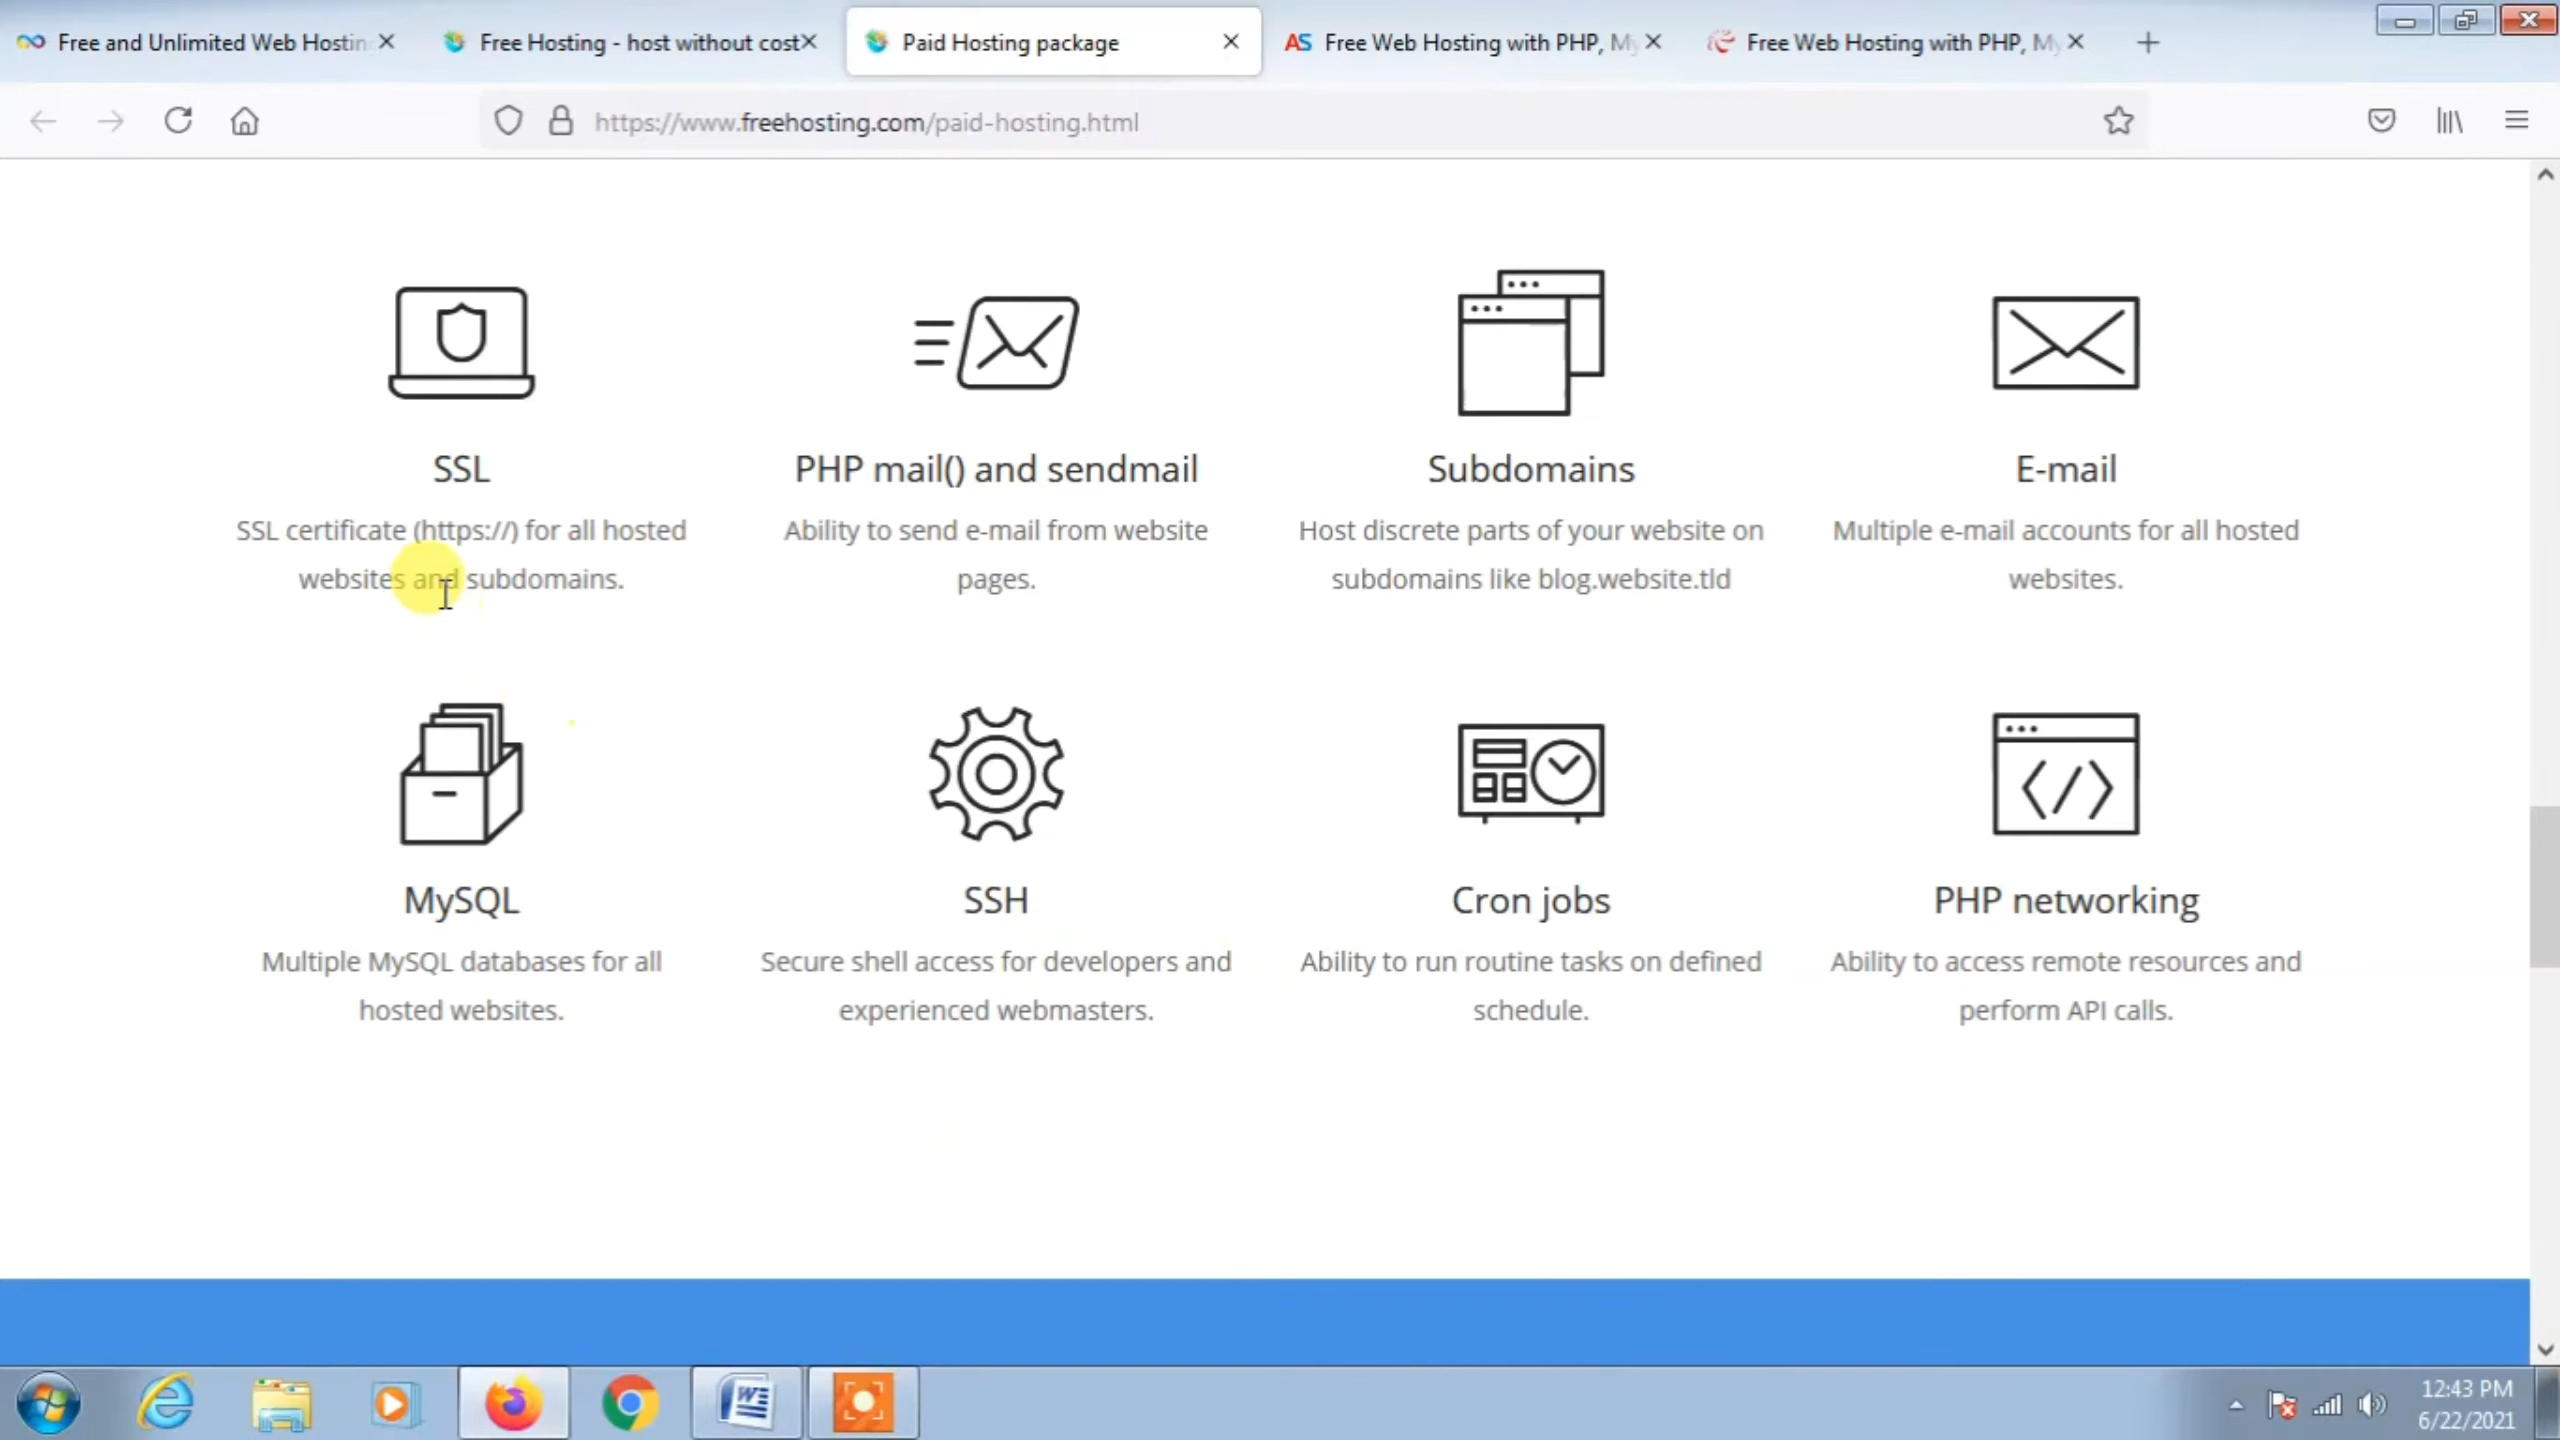 Free and Unlimited Web Hostin
Free Hosting - host without cost
Paid Hosting package
AS Free Web Hosting with PHP, My
Free Web Hosting with PHP, My
https://www.freehosting.com/paid-hosting.html
SSL
SSL certificate (https://) for all hosted
websites and subdomains.
PHP mail() and sendmail
Ability to send e-mail from website
pages.
Subdomains
Host discrete parts of your website on
subdomains like blog.website.tld
E-mail
Multiple e-mail accounts for all hosted
websites.
MySQL
Multiple MySQL databases for all
hosted websites.
SSH
Secure shell access for developers and
experienced webmasters.
Cron jobs
Ability to run routine tasks on defined
schedule.
PHP networking
Ability to access remote resources and
perform API calls.
12:43 PM
6/22/2021